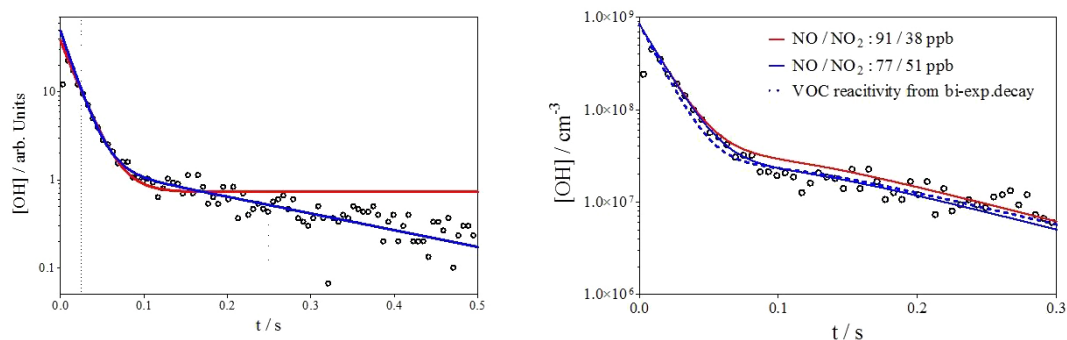 [OH] / arb. Units
10
1
0.1
0.0
0.1
0.2
0.3
0.4
0.5
t / s
[OH] / cm⁻³
1.0×10⁹
1.0×10⁸
1.0×10⁷
1.0×10⁶
NO / NO₂ : 91 / 38 ppb
NO / NO₂ : 77 / 51 ppb
VOC reacitivity from bi-exp.decay
0.0
0.1
0.2
0.3
t / s